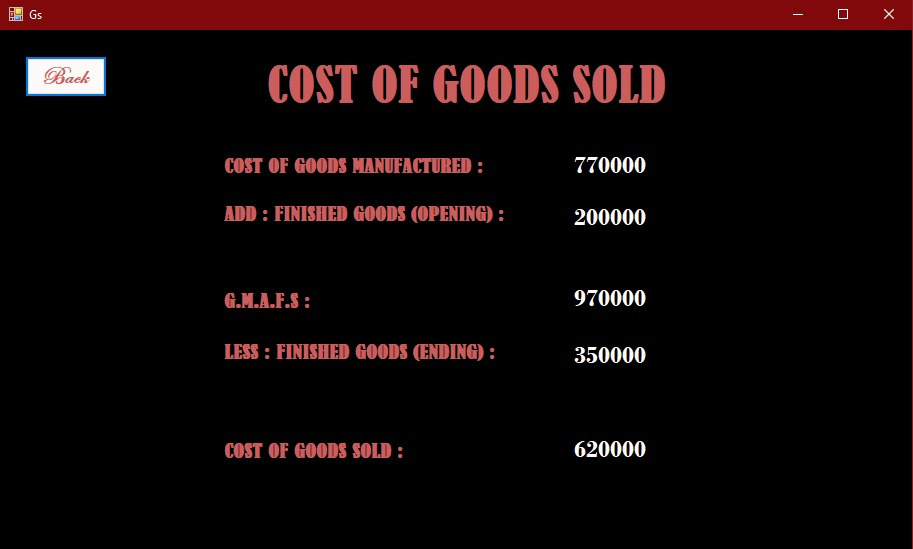 Gs
Back
COST OF GOODS SOLD
COST OF GOODS MANUFACTURED : 770000
ADD : FINISHED GOODS (OPENING) : 200000
G.M.A.F.S : 970000
LESS : FINISHED GOODS (ENDING) : 350000
COST OF GOODS SOLD : 620000